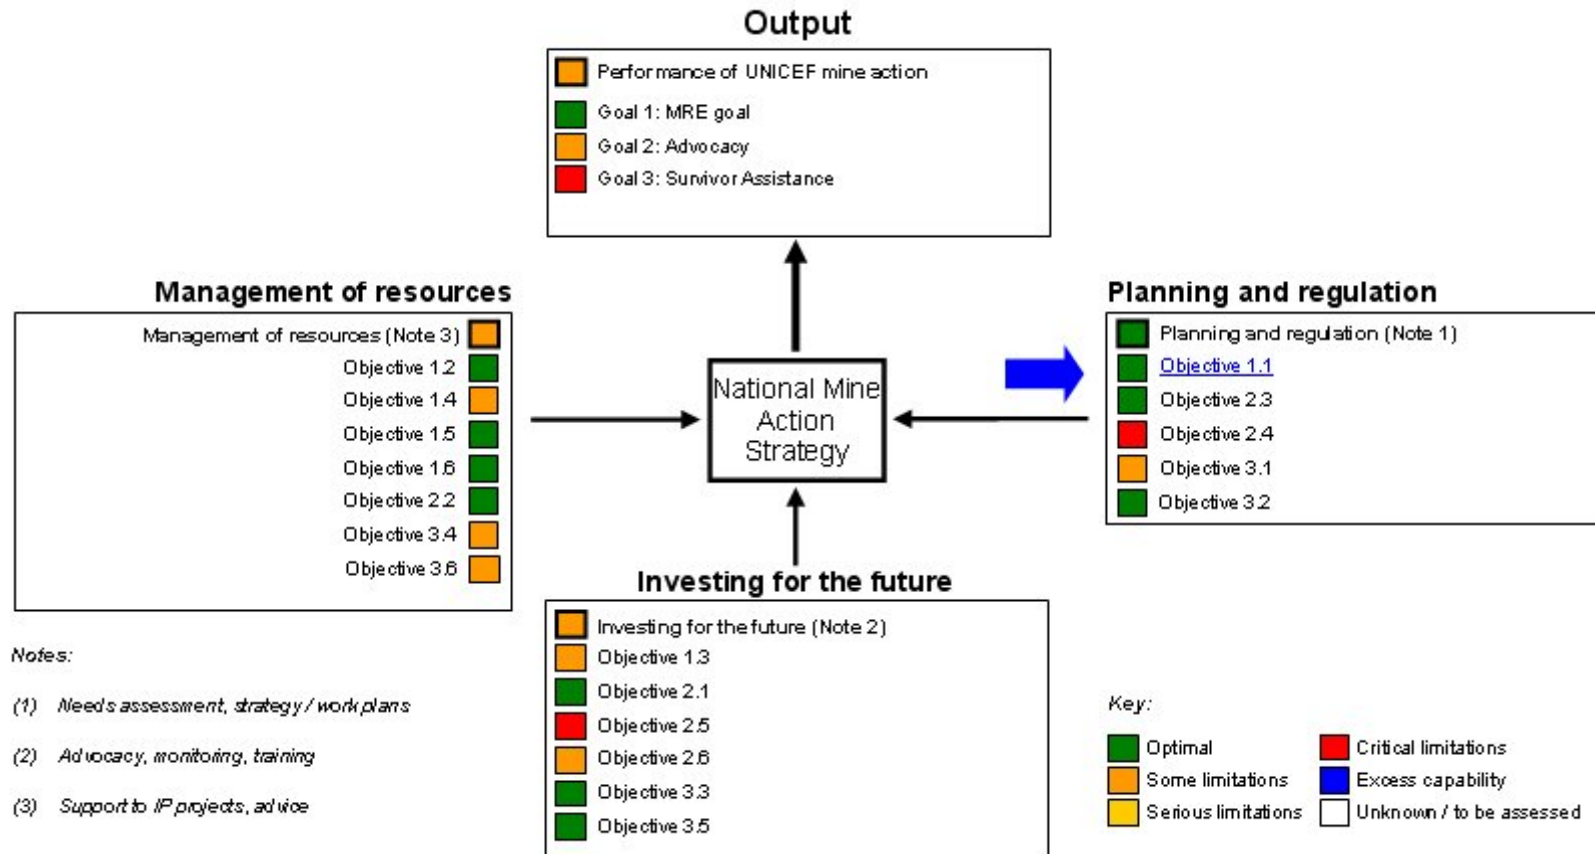 Output
Performance of UNICEF mine action
Goal 1: MRE goal
Goal 2: Advocacy
Goal 3: Survivor Assistance
Management of resources
Management of resources (Note 3)
Objective 1.2
Objective 1.4
Objective 1.5
Objective 1.6
Objective 2.2
Objective 3.4
Objective 3.6
National Mine
Action
Strategy
Planning and regulation
Planning and regulation (Note 1)
Objective 1.1
Objective 2.3
Objective 2.4
Objective 3.1
Objective 3.2
Investing for the future
Investing for the future (Note 2)
Objective 1.3
Objective 2.1
Objective 2.5
Objective 2.6
Objective 3.3
Objective 3.5
Notes:
(1) Needs assessment, strategy / work plans
(2) Advocacy, monitoring, training
(3) Support to IP projects, advice
Key:
Optimal
Some limitations
Serious limitations
Critical limitations
Excess capability
Unknown / to be assessed